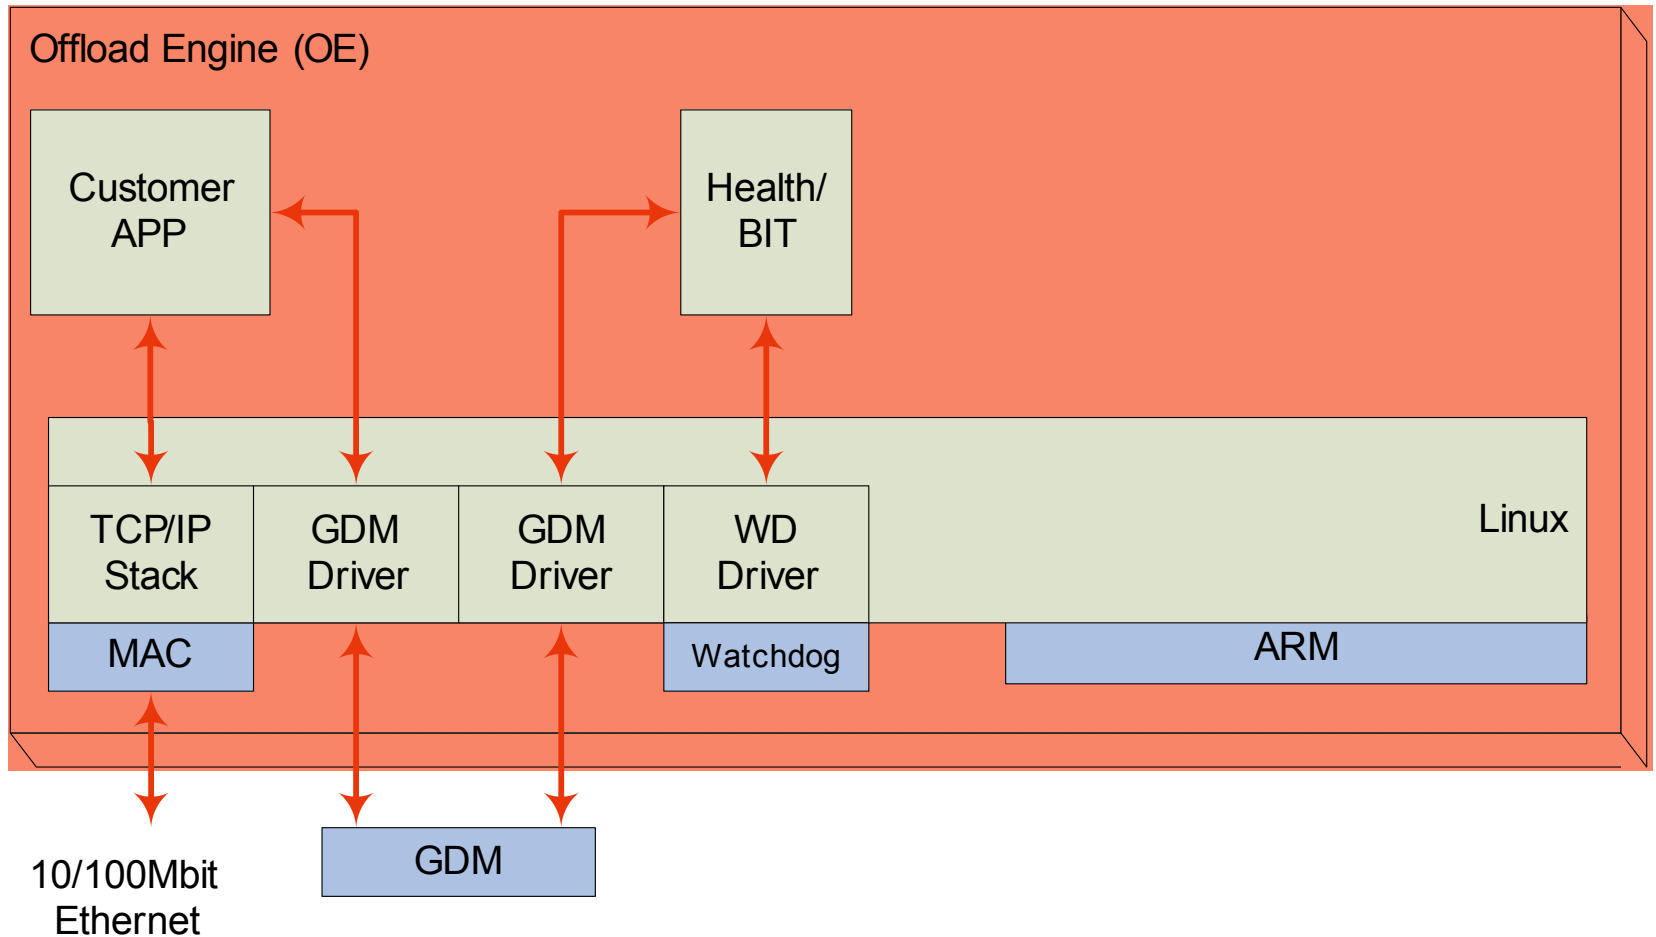 Offload Engine (OE)
Customer
APP
Health/
BIT
TCP/IP
Stack
GDM
Driver
GDM
Driver
WD
Driver
Linux
MAC
Watchdog
ARM
10/100Mbit
Ethernet
GDM